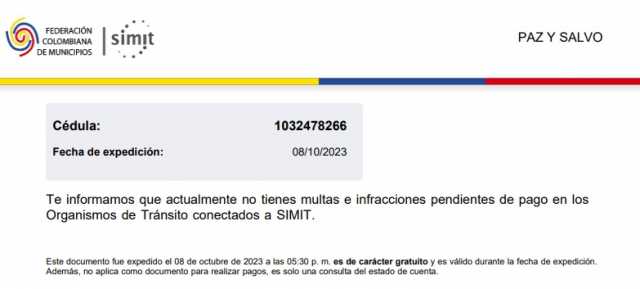 FEDERACIÓN
COLOMBIANA
DE MUNICIPIOS
simit
PAZ Y SALVO
Cédula: 1032478266
Fecha de expedición: 08/10/2023
Te informamos que actualmente no tienes multas e infracciones pendientes de pago en los
Organismos de Tránsito conectados a SIMIT.
Este documento fue expedido el 08 de octubre de 2023 a las 05:30 p. m. es de carácter gratuito y es válido durante la fecha de expedición.
Además, no aplica como documento para realizar pagos, es solo una consulta del estado de cuenta.